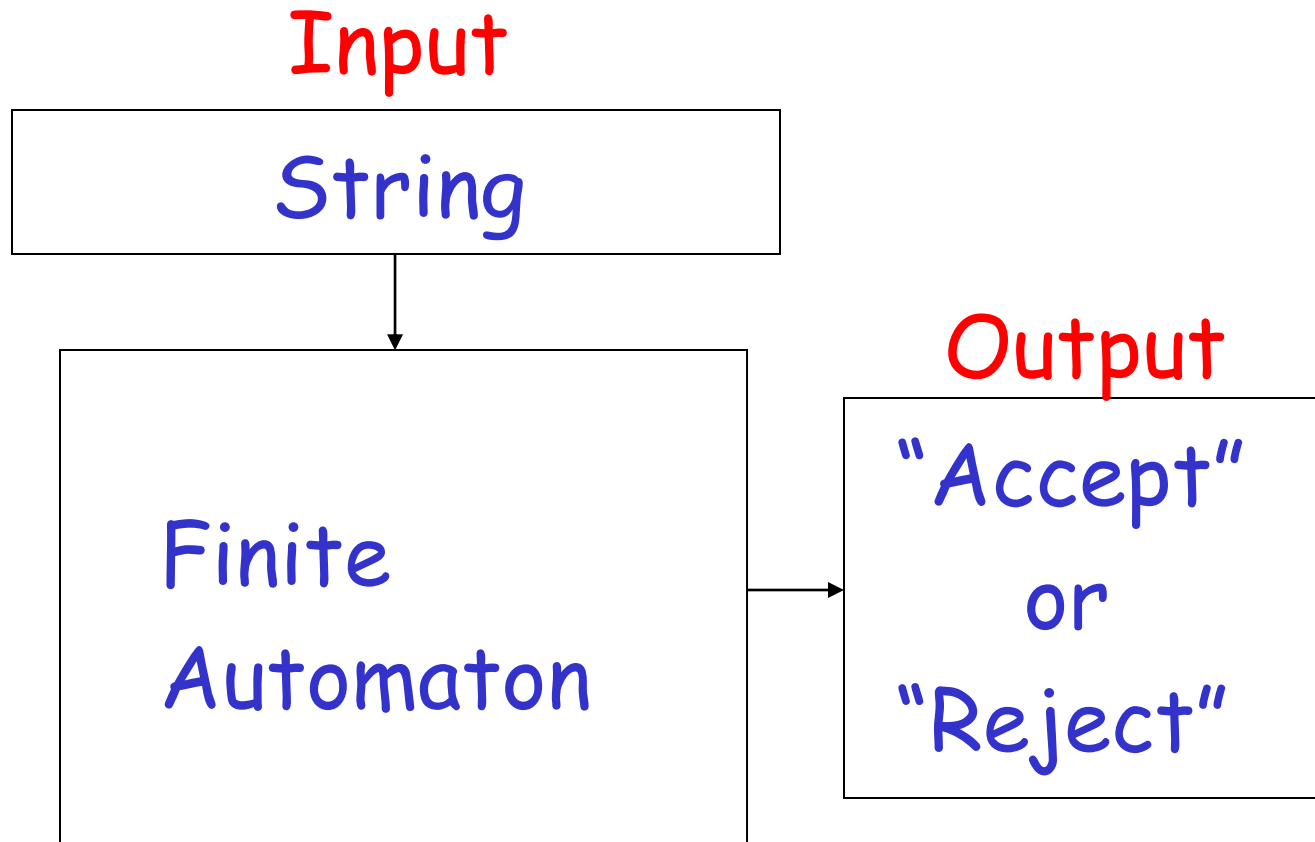 Input
String
Output
“Accept”
or
“Reject”
Finite
Automaton